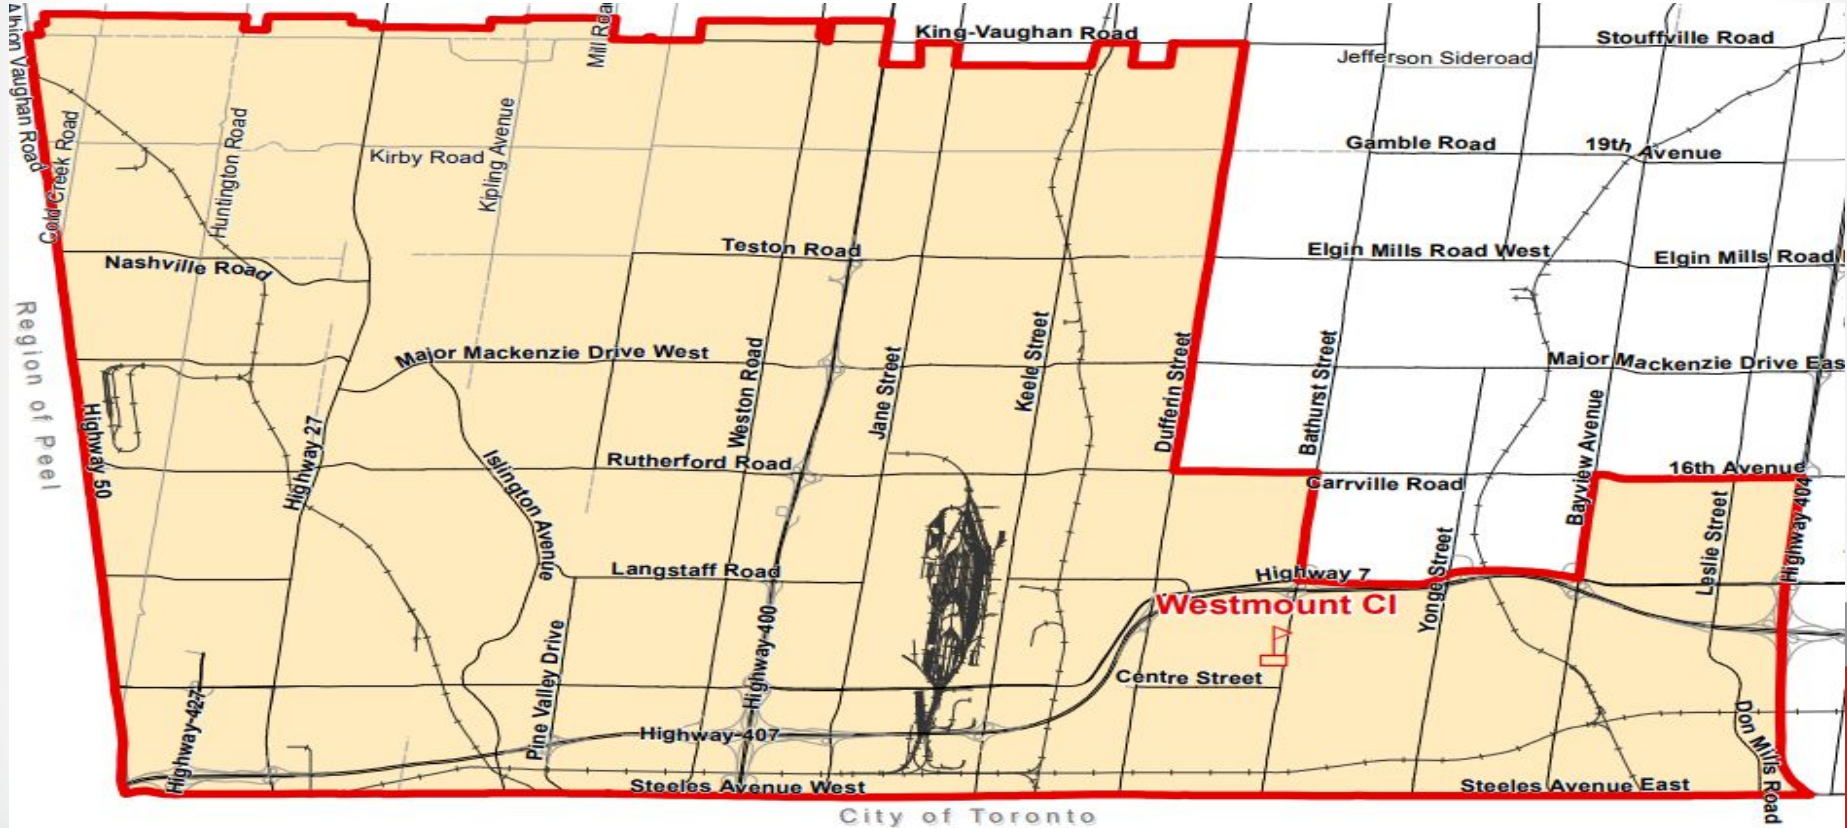 Albion Vaughan Road
Mill Road
King-Vaughan Road
Stouffville Road
Jefferson Sideroad
Cold Creek Road
Huntington Road
Kipling Avenue
Kirby Road
Gamble Road
19th Avenue
Teston Road
Elgin Mills Road West
Elgin Mills Road
Nashville Road
Region of Peel
Major Mackenzie Drive West
Weston Road
Jane Street
Keele Street
Dufferin Street
Bathurst Street
Major Mackenzie Drive Eas
Bayview Avenue
Highway 50
Highway 27
Islington Avenue
Rutherford Road
Carrville Road
16th Avenue
Highway 404
Leslie Street
Yonge Street
Langstaff Road
Highway 7
Westmount CI
Pine Valley Drive
Highway 400
Centre Street
Highway 427
Highway 407
Don Mills Road
Steeles Avenue West
Steeles Avenue East
City of Toronto